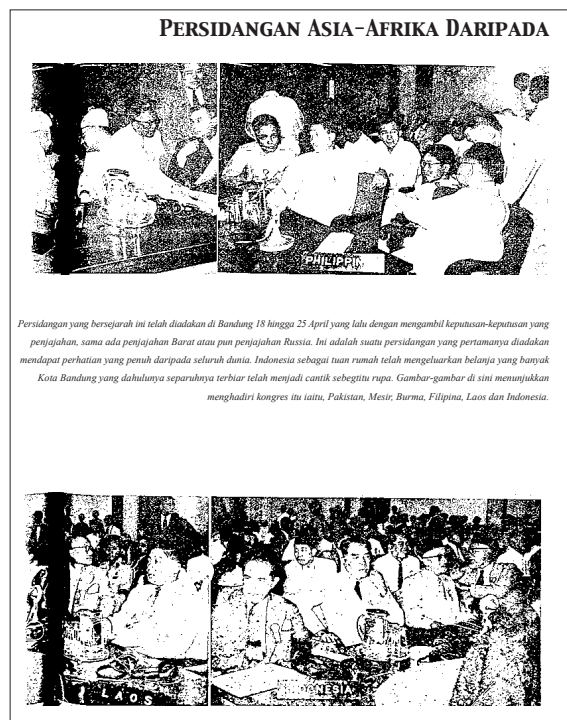 PERSIDANGAN ASIA-AFRIKA DARIPADA
PHILIPPI
Persidangan yang bersejarah ini telah diadakan di Bandung 18 hingga 25 April yang lalu dengan mengambil keputusan-keputusan yang
penjajahan, sama ada penjajahan Barat atau pun penjajahan Russia. Ini adalah suatu persidangan yang pertamanya diadakan
mendapat perhatian yang penuh daripada seluruh dunia. Indonesia sebagai tuan rumah telah mengeluarkan belanja yang banyak
Kota Bandung yang dahulunya separuhnya terbiar telah menjadi cantik sebegtitu rupa. Gambar-gambar di sini menunjukkan
menghadiri kongres itu iaitu, Pakistan, Mesir, Burma, Filipina, Laos dan Indonesia.
LAOS
INDONESIA